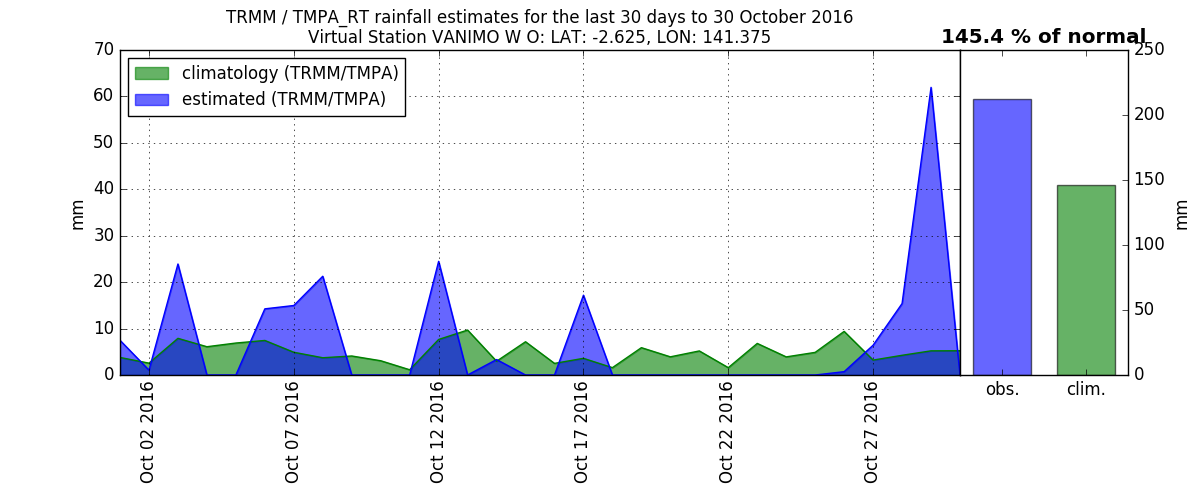 TRMM / TMPA_RT rainfall estimates for the last 30 days to 30 October 2016
Virtual Station VANIMO W O: LAT: -2.625, LON: 141.375
145.4 % of normal
climatology (TRMM/TMPA)
estimated (TRMM/TMPA)
70
60
50
40
30
20
10
0
mm
Oct 02 2016
Oct 07 2016
Oct 12 2016
Oct 17 2016
Oct 22 2016
Oct 27 2016
250
200
150
100
50
0
mm
obs.
clim.